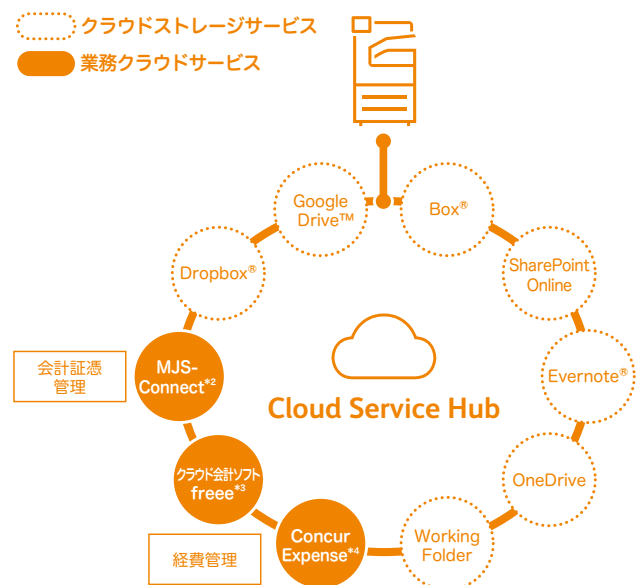 クラウドストレージサービス
業務クラウドサービス
Google
Drive™
Box®
Dropbox®
SharePoint
Online
会計証憑
管理
MJS-
Connect*2
Evernote®
Cloud Service Hub
クラウド会計ソフト
freee*3
OneDrive
経費管理
Concur
Expense*4
Working
Folder